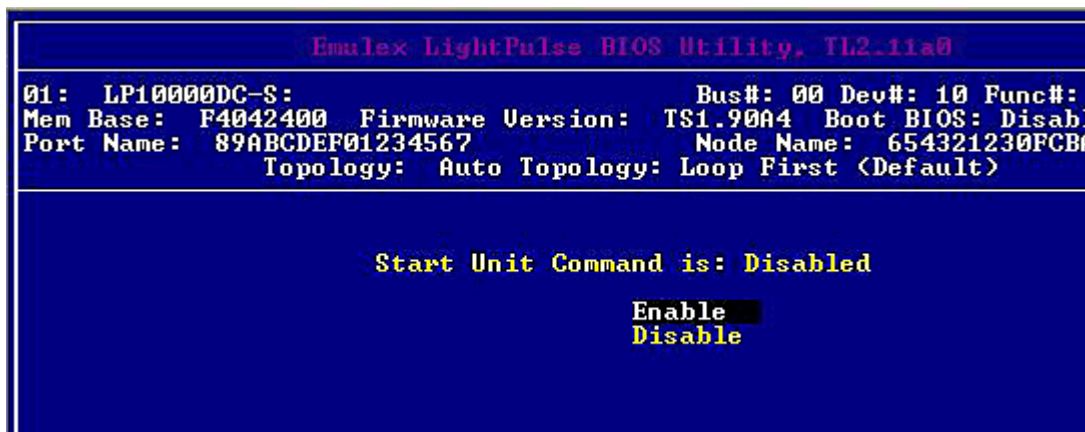 Emulex LightPulse BIOS Utility, TL2.11a0
01: LP10000DC-S: Bus#: 00 Dev#: 10 Func#:
Mem Base: F4042400 Firmware Version: TS1.90A4 Boot BIOS: Disab
Port Name: 89ABCDEF01234567 Node Name: 654321230FCBA
Topology: Auto Topology: Loop First (Default)
Start Unit Command is: Disabled
Enable
Disable